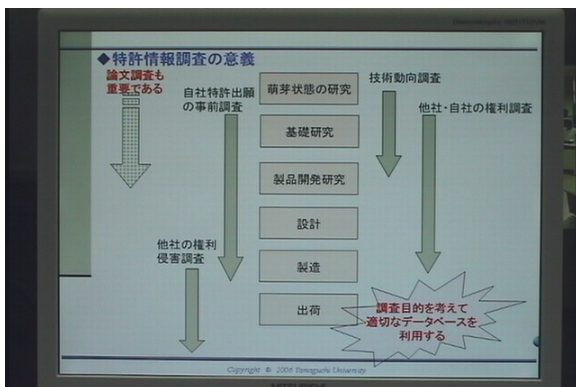 ◆特許情報調査の意義
論文調査も
重要である
自社特許出願
の事前調査
萌芽状態の研究
技術動向調査
他社・自社の権利調査
基礎研究
製品開発研究
設計
他社の権利
侵害調査
製造
出荷
調査目的を考えて
適切なデータベースを
利用する
Copyright © 2006 Yamaguchi University